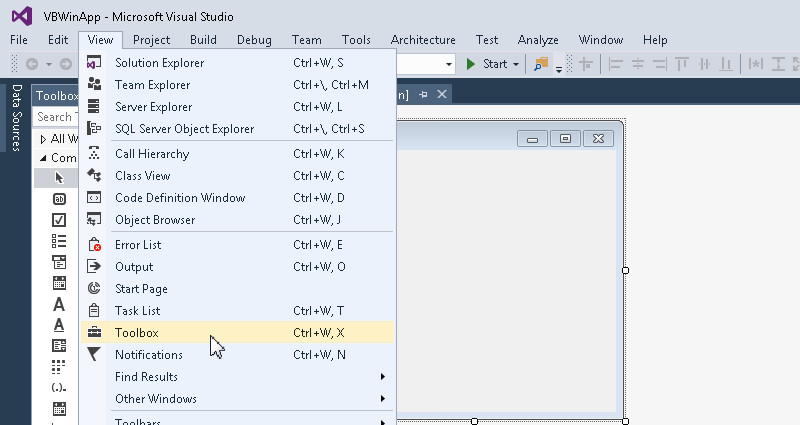 VBWinApp - Microsoft Visual Studio
File Edit View Project Build Debug Team Tools Architecture Test Analyze Window Help
Start
Data Sources
Toolbox
Search
All W
Com
Solution Explorer Ctrl+W, S
Team Explorer Ctrl+\, Ctrl+M
Server Explorer Ctrl+W, L
SQL Server Object Explorer Ctrl+\, Ctrl+S
Call Hierarchy Ctrl+W, K
Class View Ctrl+W, C
Code Definition Window Ctrl+W, D
Object Browser Ctrl+W, J
Error List Ctrl+W, E
Output Ctrl+W, O
Start Page
Task List Ctrl+W, T
Toolbox Ctrl+W, X
Notifications Ctrl+W, N
Find Results
Other Windows
Toolbars